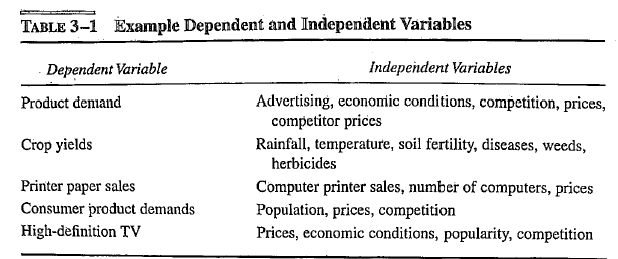 TABLE 3–1 Example Dependent and Independent Variables
Dependent Variable Independent Variables
Product demand Advertising, economic conditions, competition, prices,
competitor prices
Crop yields Rainfall, temperature, soil fertility, diseases, weeds,
herbicides
Printer paper sales Computer printer sales, number of computers, prices
Consumer product demands Population, prices, competition
High-definition TV Prices, economic conditions, popularity, competition